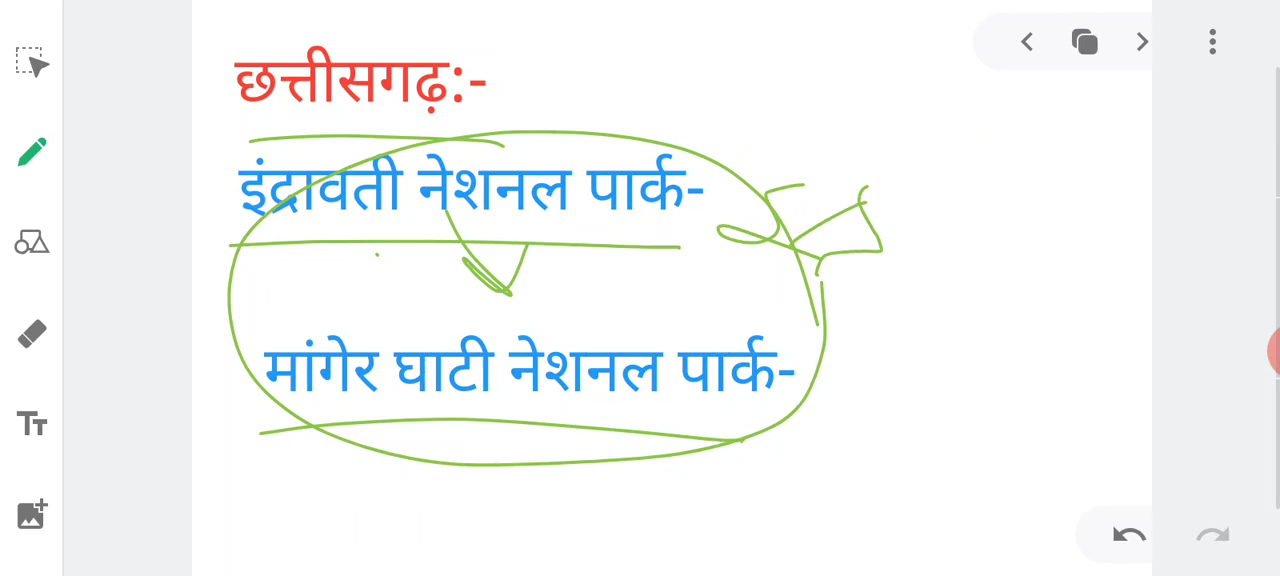 छत्तीसगढ़:-
इंद्रावती नेशनल पार्क-
मांगेर घाटी नेशनल पार्क-